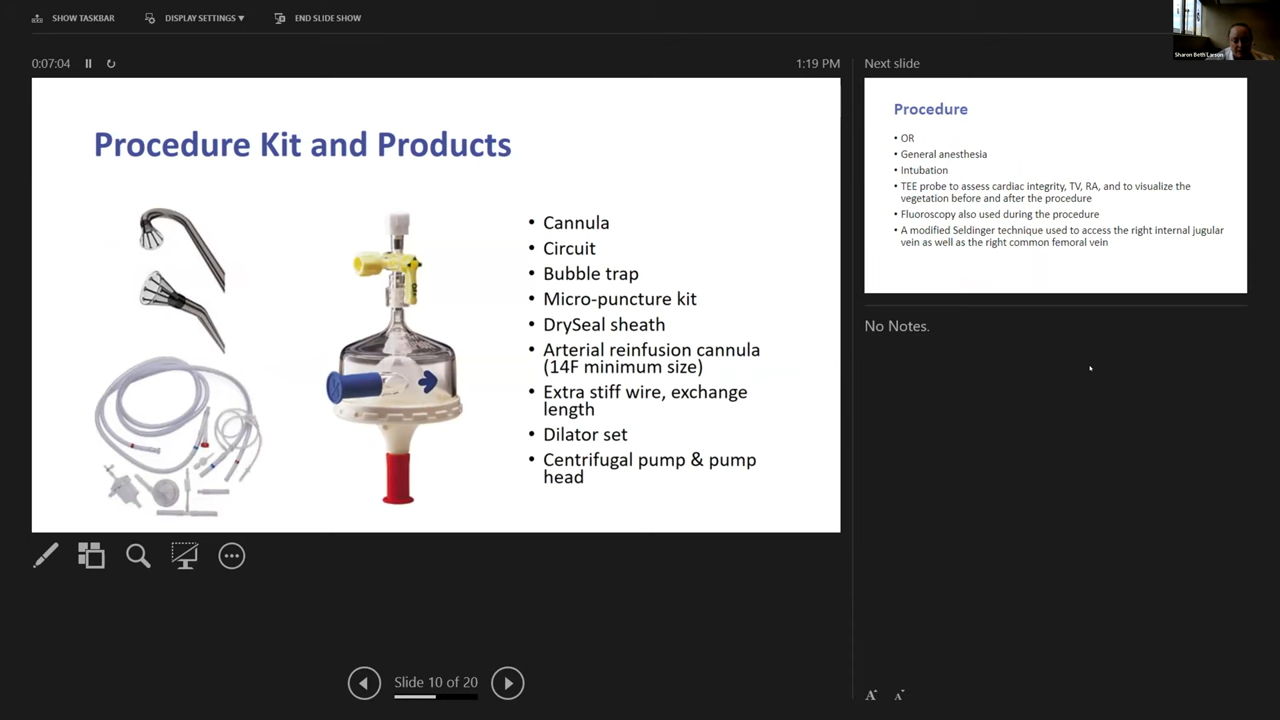 SHOW TASKBAR
DISPLAY SETTINGS ▼
END SLIDE SHOW
Sharon Beth Larson
0:07:04
1:19 PM
Procedure Kit and Products
• Cannula
• Circuit
• Bubble trap
• Micro-puncture kit
• DrySeal sheath
• Arterial reinfusion cannula
(14F minimum size)
• Extra stiff wire, exchange
length
• Dilator set
• Centrifugal pump & pump
head
OFF
Next slide
Procedure
• OR
• General anesthesia
• Intubation
• TEE probe to assess cardiac integrity, TV, RA, and to visualize the
vegetation before and after the procedure
• Fluoroscopy also used during the procedure
• A modified Seldinger technique used to access the right internal jugular
vein as well as the right common femoral vein
No Notes.
Slide 10 of 20
A A